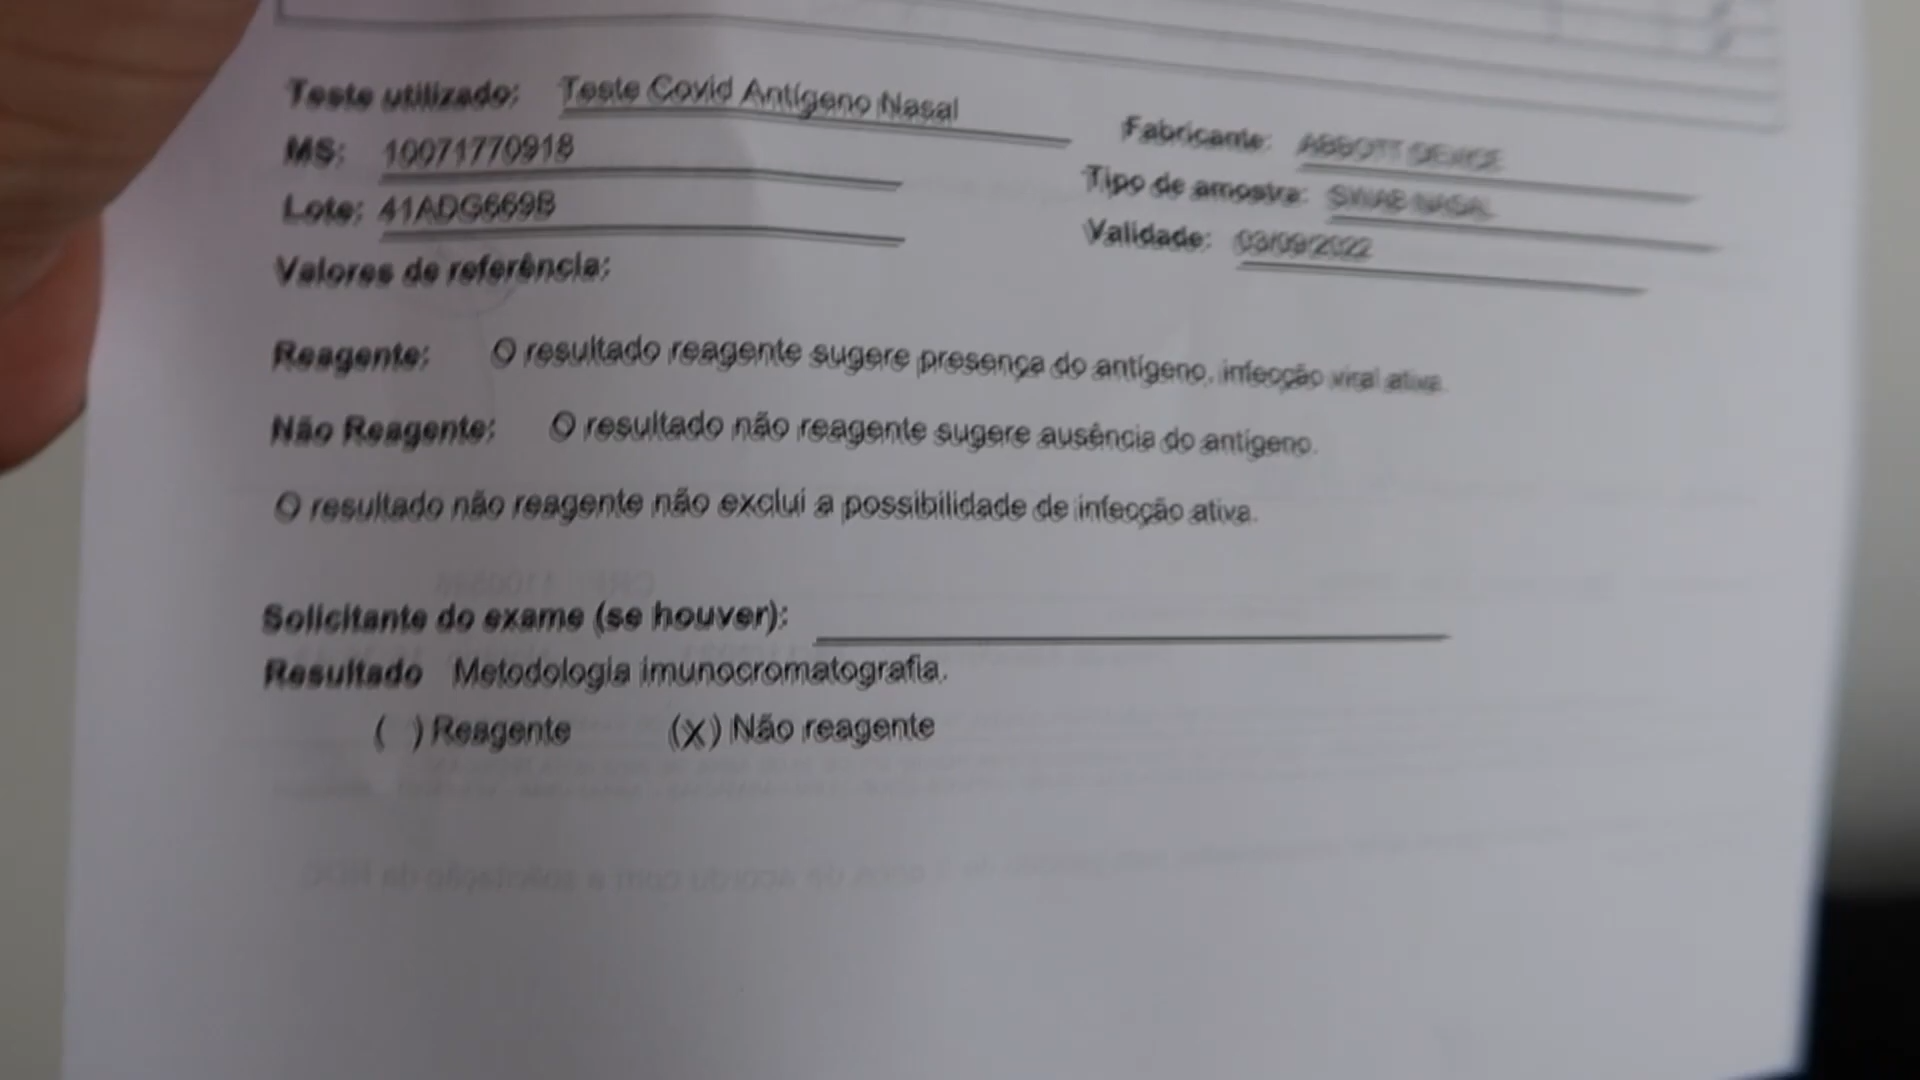 Teste utilizado: Teste Covid Antígeno Nasal
Fabricante: ABBOTT
MS: 10071770918
Tipo de amostra: SWAB NASAL
Lote: 41ADG669B
Validade: 03/09/2022
Valores de referência:
Reagente: O resultado reagente sugere presença do antígeno, infecção viral ativa.
Não Reagente: O resultado não reagente sugere ausência do antígeno.
O resultado não reagente não exclui a possibilidade de infecção ativa.
Solicitante do exame (se houver):
Resultado Metodologia imunocromatografia.
( ) Reagente (x) Não reagente